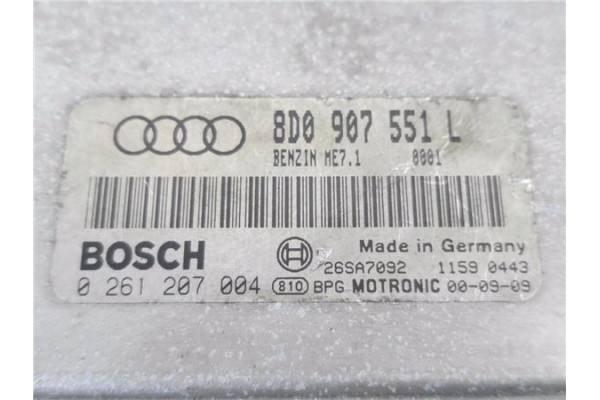 8D0 907 551 L
BENZIN ME7.1 0001
BOSCH Made in Germany
26SA7092 1159 0443
0 261 207 004 810 BPG MOTRONIC 00-09-09